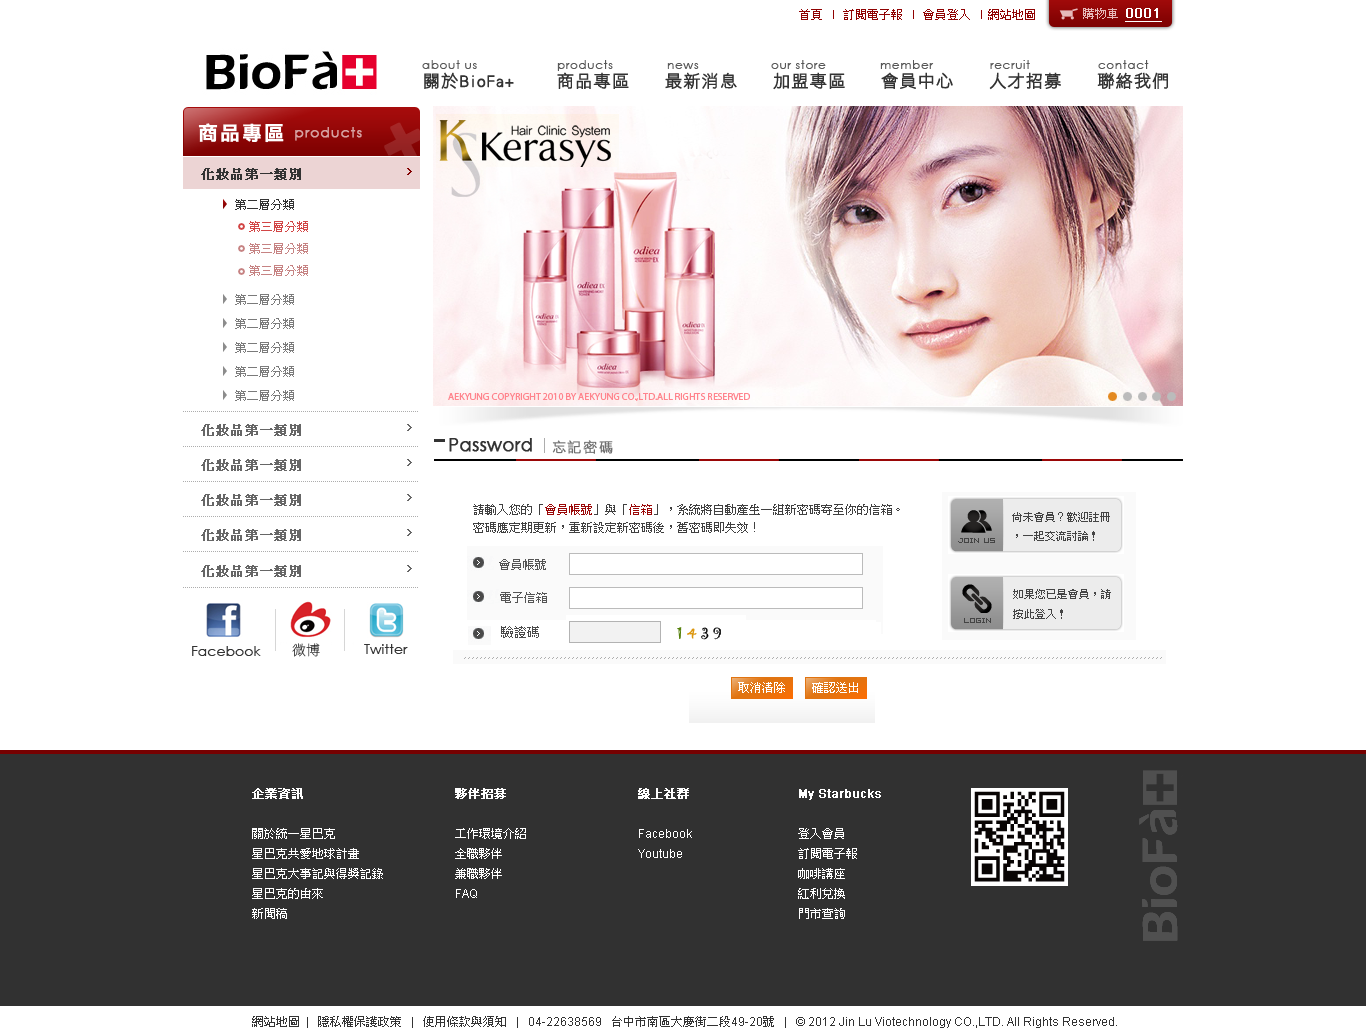 首頁 | 訂閱電子報 | 會員登入 | 網站地圖
購物車 0001
BioFà+
about us
關於BioFa+
products
商品專區
news
最新消息
our store
加盟專區
member
會員中心
recruit
人才招募
contact
聯絡我們
商品專區 products
化妝品第一類別
第二層分類
第三層分類
第三層分類
第三層分類
第二層分類
第二層分類
第二層分類
第二層分類
第二層分類
化妝品第一類別
化妝品第一類別
化妝品第一類別
化妝品第一類別
化妝品第一類別
Facebook
微博
Twitter
KS
Hair Clinic System
Kerasys
odiea EX
odiea EX
odiea EX
odiea EX
odiea
AEKYUNG COPYRIGHT 2010 BY AEKYUNG CO.,LTD.ALL RIGHTS RESERVED
Password | 忘記密碼
請輸入您的「會員帳號」與「信箱」，系統將自動產生一組新密碼寄至你的信箱。
密碼應定期更新，重新設定新密碼後，舊密碼即失效！
會員帳號
電子信箱
驗證碼 1439
取消清除 確認送出
JOIN US
尚未會員？歡迎註冊
，一起交流討論！
LOGIN
如果您已是會員，請
按此登入！
企業資訊
關於統一星巴克
星巴克共愛地球計畫
星巴克大事記與得獎記錄
星巴克的由來
新聞稿
夥伴招募
工作環境介紹
全職夥伴
兼職夥伴
FAQ
線上社群
Facebook
Youtube
My Starbucks
登入會員
訂閱電子報
咖啡講座
紅利兌換
門市查詢
BioFà+
網站地圖 | 隱私權保護政策 | 使用條款與須知 | 04-22638569 台中市南區大慶街二段49-20號 | © 2012 Jin Lu Viotechnology CO.,LTD. All Rights Reserved.